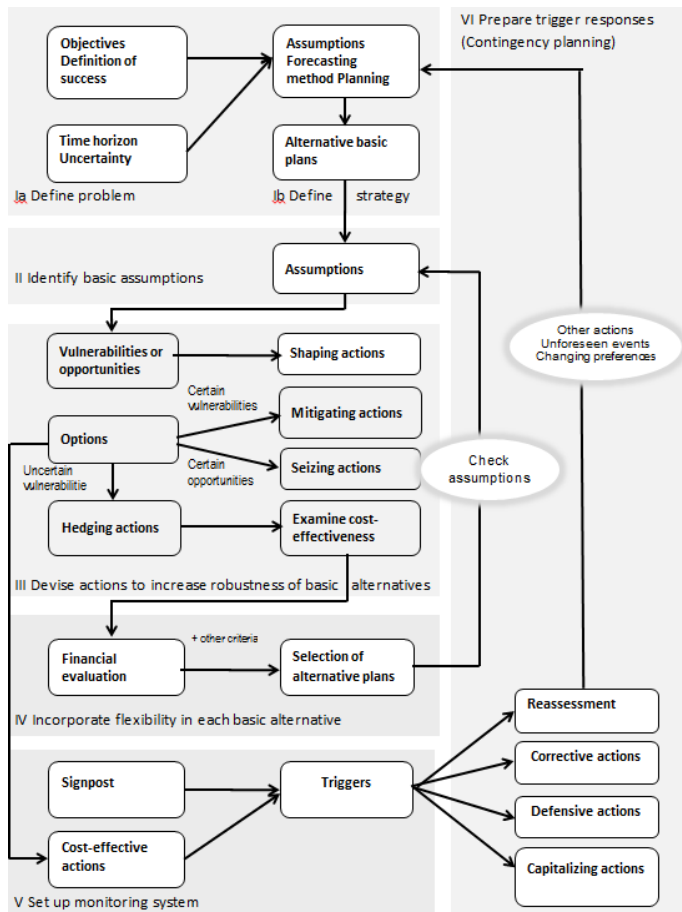 VI Prepare trigger responses
(Contingency planning)
Objectives
Definition of
success
Assumptions
Forecasting
method Planning
Time horizon
Uncertainty
Alternative basic
plans
Ia Define problem
Ib Define strategy
Assumptions
II Identify basic assumptions
Vulnerabilities or
opportunities
Shaping actions
Other actions
Unforeseen events
Changing preferences
Certain
vulnerabilities
Mitigating actions
Options
Certain
opportunities
Seizing actions
Check
assumptions
Uncertain
vulnerabilitie
Hedging actions
Examine cost-
effectiveness
III Devise actions to increase robustness of basic alternatives
Financial
evaluation
+ other criteria
Selection of
alternative plans
IV Incorporate flexibility in each basic alternative
Reassessment
Corrective actions
Defensive actions
Capitalizing actions
Signpost
Triggers
Cost-effective
actions
V Set up monitoring system